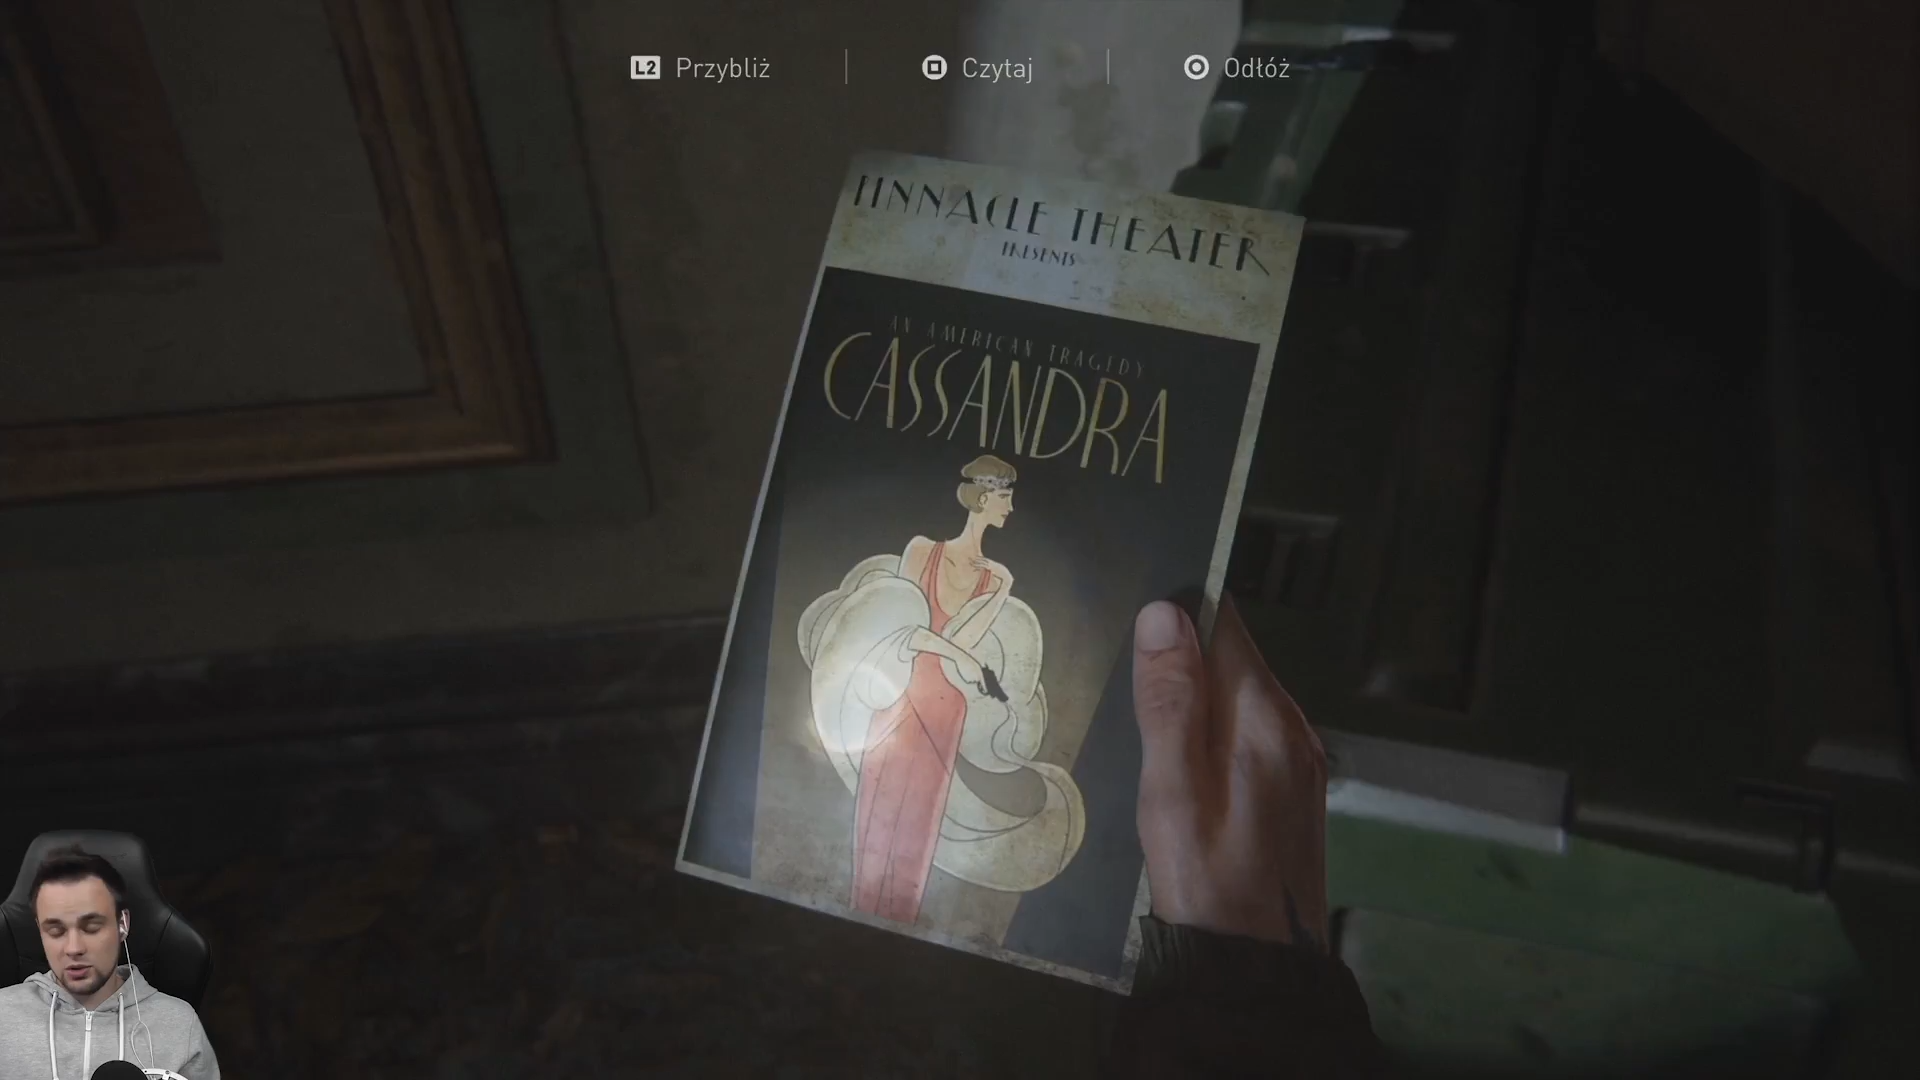 L2 Przybliż
Czytaj
Odłóż
PINNACLE THEATER
PRESENTS
AN AMERICAN TRAGEDY
CASSANDRA